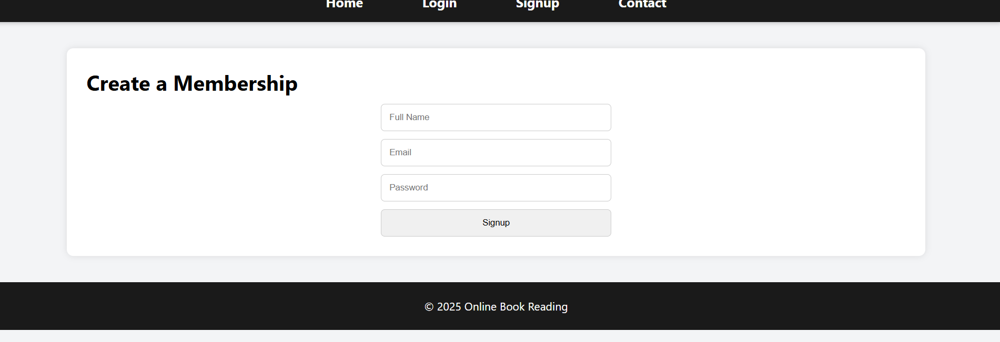 Home Login Signup Contact
Create a Membership
Full Name
Email
Password
Signup
© 2025 Online Book Reading